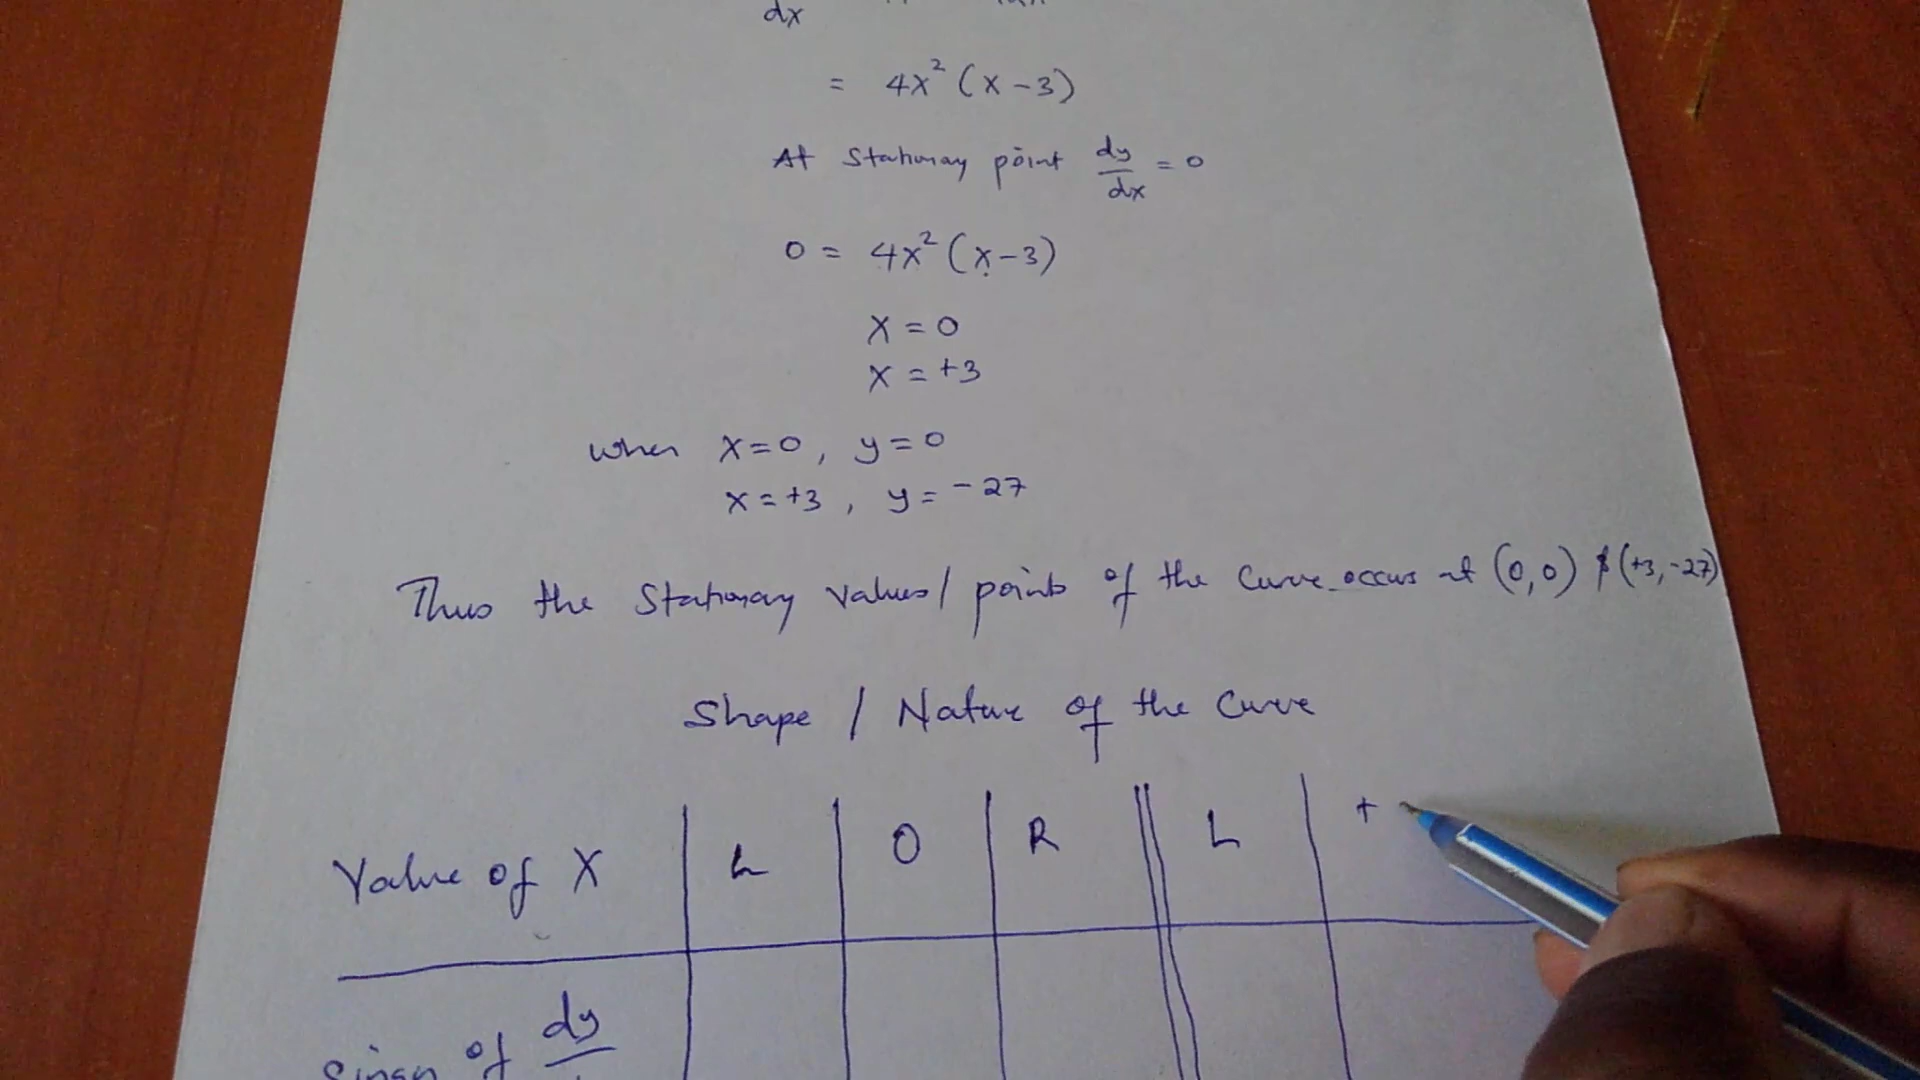 dx
= 4x² (x-3)
At Stationary point dy/dx = 0
0 = 4x² (x-3)
x = 0
x = +3
when x=0, y=0
x=+3, y=-27
Thus the Stationary values/ points of the curve occurs at (0,0) & (+3,-27)
Shape / Nature of the Curve
Value of X | L | 0 | R || L | +
Sign of dy